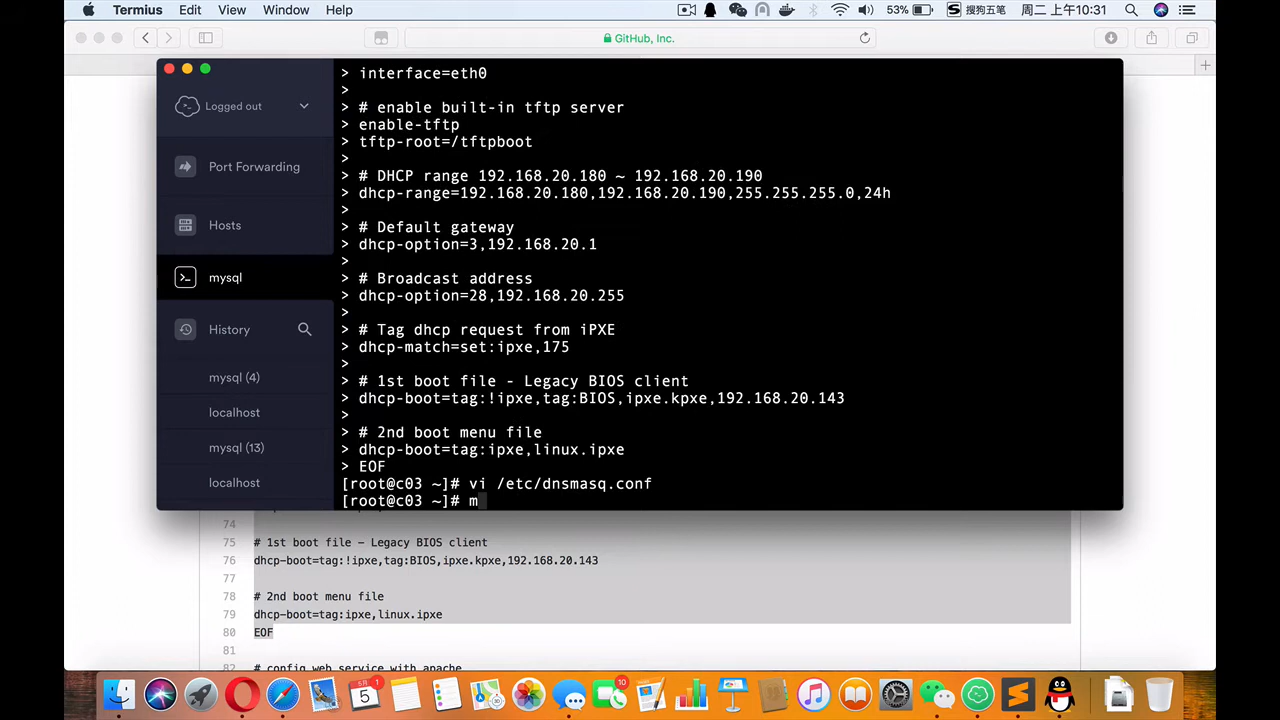 Termius Edit View Window Help 53% 搜狗五笔 周二 上午10:31
GitHub, Inc.
Logged out
Port Forwarding
Hosts
mysql
History
mysql (4)
localhost
mysql (13)
localhost
> interface=eth0
>
> # enable built-in tftp server
> enable-tftp
> tftp-root=/tftpboot
>
> # DHCP range 192.168.20.180 ~ 192.168.20.190
> dhcp-range=192.168.20.180,192.168.20.190,255.255.255.0,24h
>
> # Default gateway
> dhcp-option=3,192.168.20.1
>
> # Broadcast address
> dhcp-option=28,192.168.20.255
>
> # Tag dhcp request from iPXE
> dhcp-match=set:ipxe,175
>
> # 1st boot file - Legacy BIOS client
> dhcp-boot=tag:!ipxe,tag:BIOS,ipxe.kpxe,192.168.20.143
>
> # 2nd boot menu file
> dhcp-boot=tag:ipxe,linux.ipxe
> EOF
[root@c03 ~]# vi /etc/dnsmasq.conf
[root@c03 ~]# m
74
75 # 1st boot file - Legacy BIOS client
76 dhcp-boot=tag:!ipxe,tag:BIOS,ipxe.kpxe,192.168.20.143
77
78 # 2nd boot menu file
79 dhcp-boot=tag:ipxe,linux.ipxe
80 EOF
81
82 # config web service with apache
5月
5
1
10